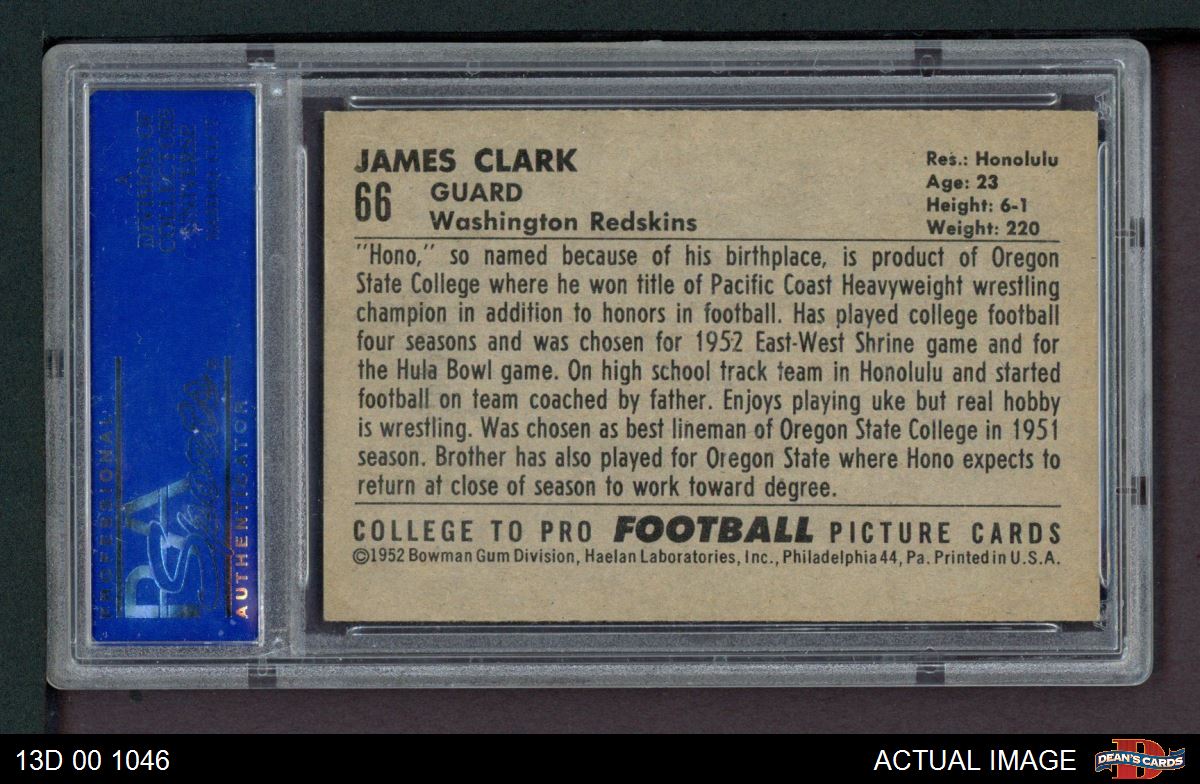 JAMES CLARK
66 GUARD
Washington Redskins
Res.: Honolulu
Age: 23
Height: 6-1
Weight: 220
"Hono," so named because of his birthplace, is product of Oregon
State College where he won title of Pacific Coast Heavyweight wrestling
champion in addition to honors in football. Has played college football
four seasons and was chosen for 1952 East-West Shrine game and for
the Hula Bowl game. On high school track team in Honolulu and started
football on team coached by father. Enjoys playing uke but real hobby
is wrestling. Was chosen as best lineman of Oregon State College in 1951
season. Brother has also played for Oregon State where Hono expects to
return at close of season to work toward degree.
COLLEGE TO PRO FOOTBALL PICTURE CARDS
©1952 Bowman Gum Division, Haelan Laboratories, Inc., Philadelphia 44, Pa. Printed in U.S.A.
A
DIVISION OF
COLLECTORS
UNIVERSE
PROFESSIONAL
PSA
Sports
AUTHENTICATOR
13D 00 1046
ACTUAL IMAGE
DEAN'S CARDS